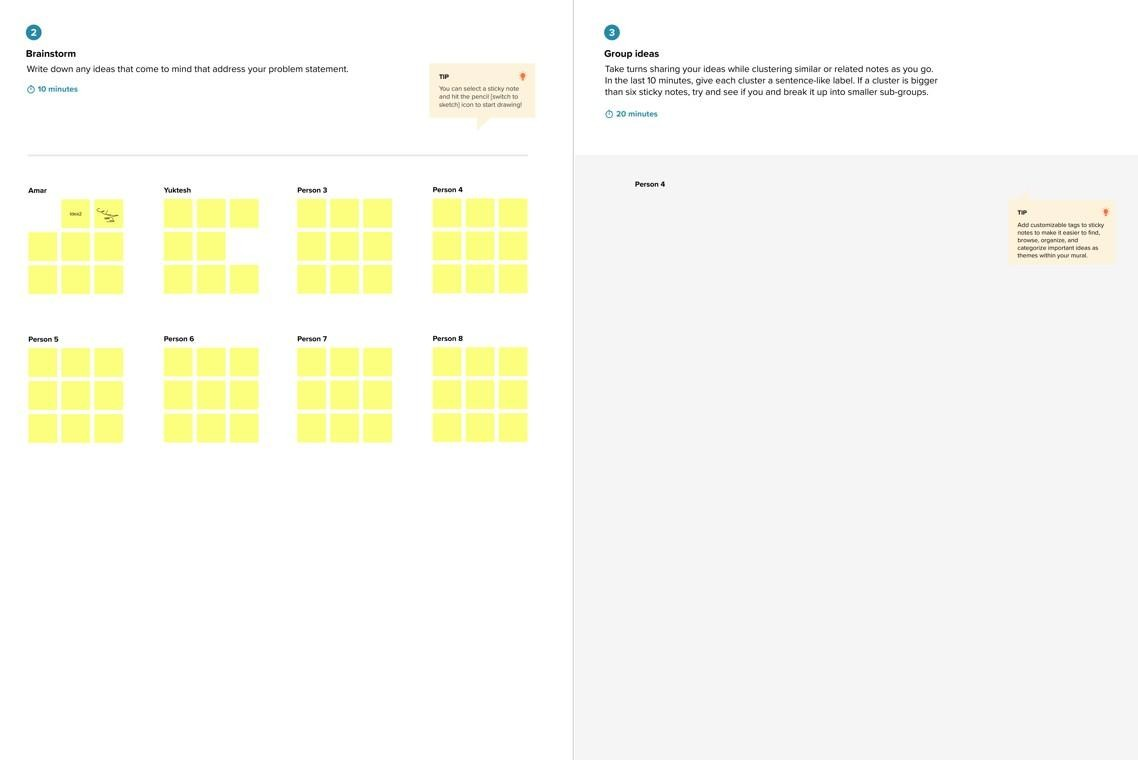 2
Brainstorm
Write down any ideas that come to mind that address your problem statement.
10 minutes
TIP
You can select a sticky note
and hit the pencil [switch to
sketch] icon to start drawing!
Amar
Yuktesh
Person 3
Person 4
Idea2
Person 5
Person 6
Person 7
Person 8
3
Group ideas
Take turns sharing your ideas while clustering similar or related notes as you go.
In the last 10 minutes, give each cluster a sentence-like label. If a cluster is bigger
than six sticky notes, try and see if you and break it up into smaller sub-groups.
20 minutes
Person 4
TIP
Add customizable tags to sticky
notes to make it easier to find,
browse, organize, and
categorize important ideas as
themes within your mural.